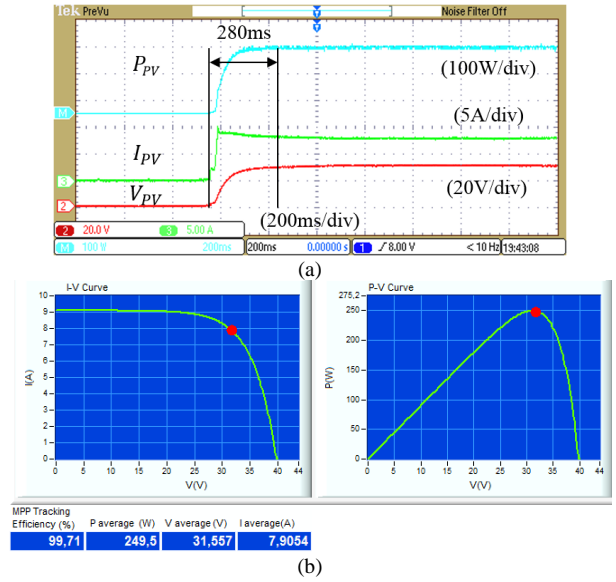 Tek PreVu Noise Filter Off
280ms
P_PV
(100W/div)
M
(5A/div)
I_PV
3
V_PV
(20V/div)
2
(200ms/div)
2 20.0 V 3 5.00 A
M 100 W 200ms 200ms 0.00000 s 1 8.00 V < 10 Hz 19:43:08
(a)
I-V Curve
10
9
8
7
6
5
4
3
2
1
0
I(A)
0 5 10 15 20 25 30 35 40 44
V(V)
P-V Curve
275,2
250
200
150
100
50
0
P(W)
0 5 10 15 20 25 30 35 40 44
V(V)
MPP Tracking
Efficiency (%) P average (W) V average (V) I average(A)
99,71 249,5 31,557 7,9054
(b)